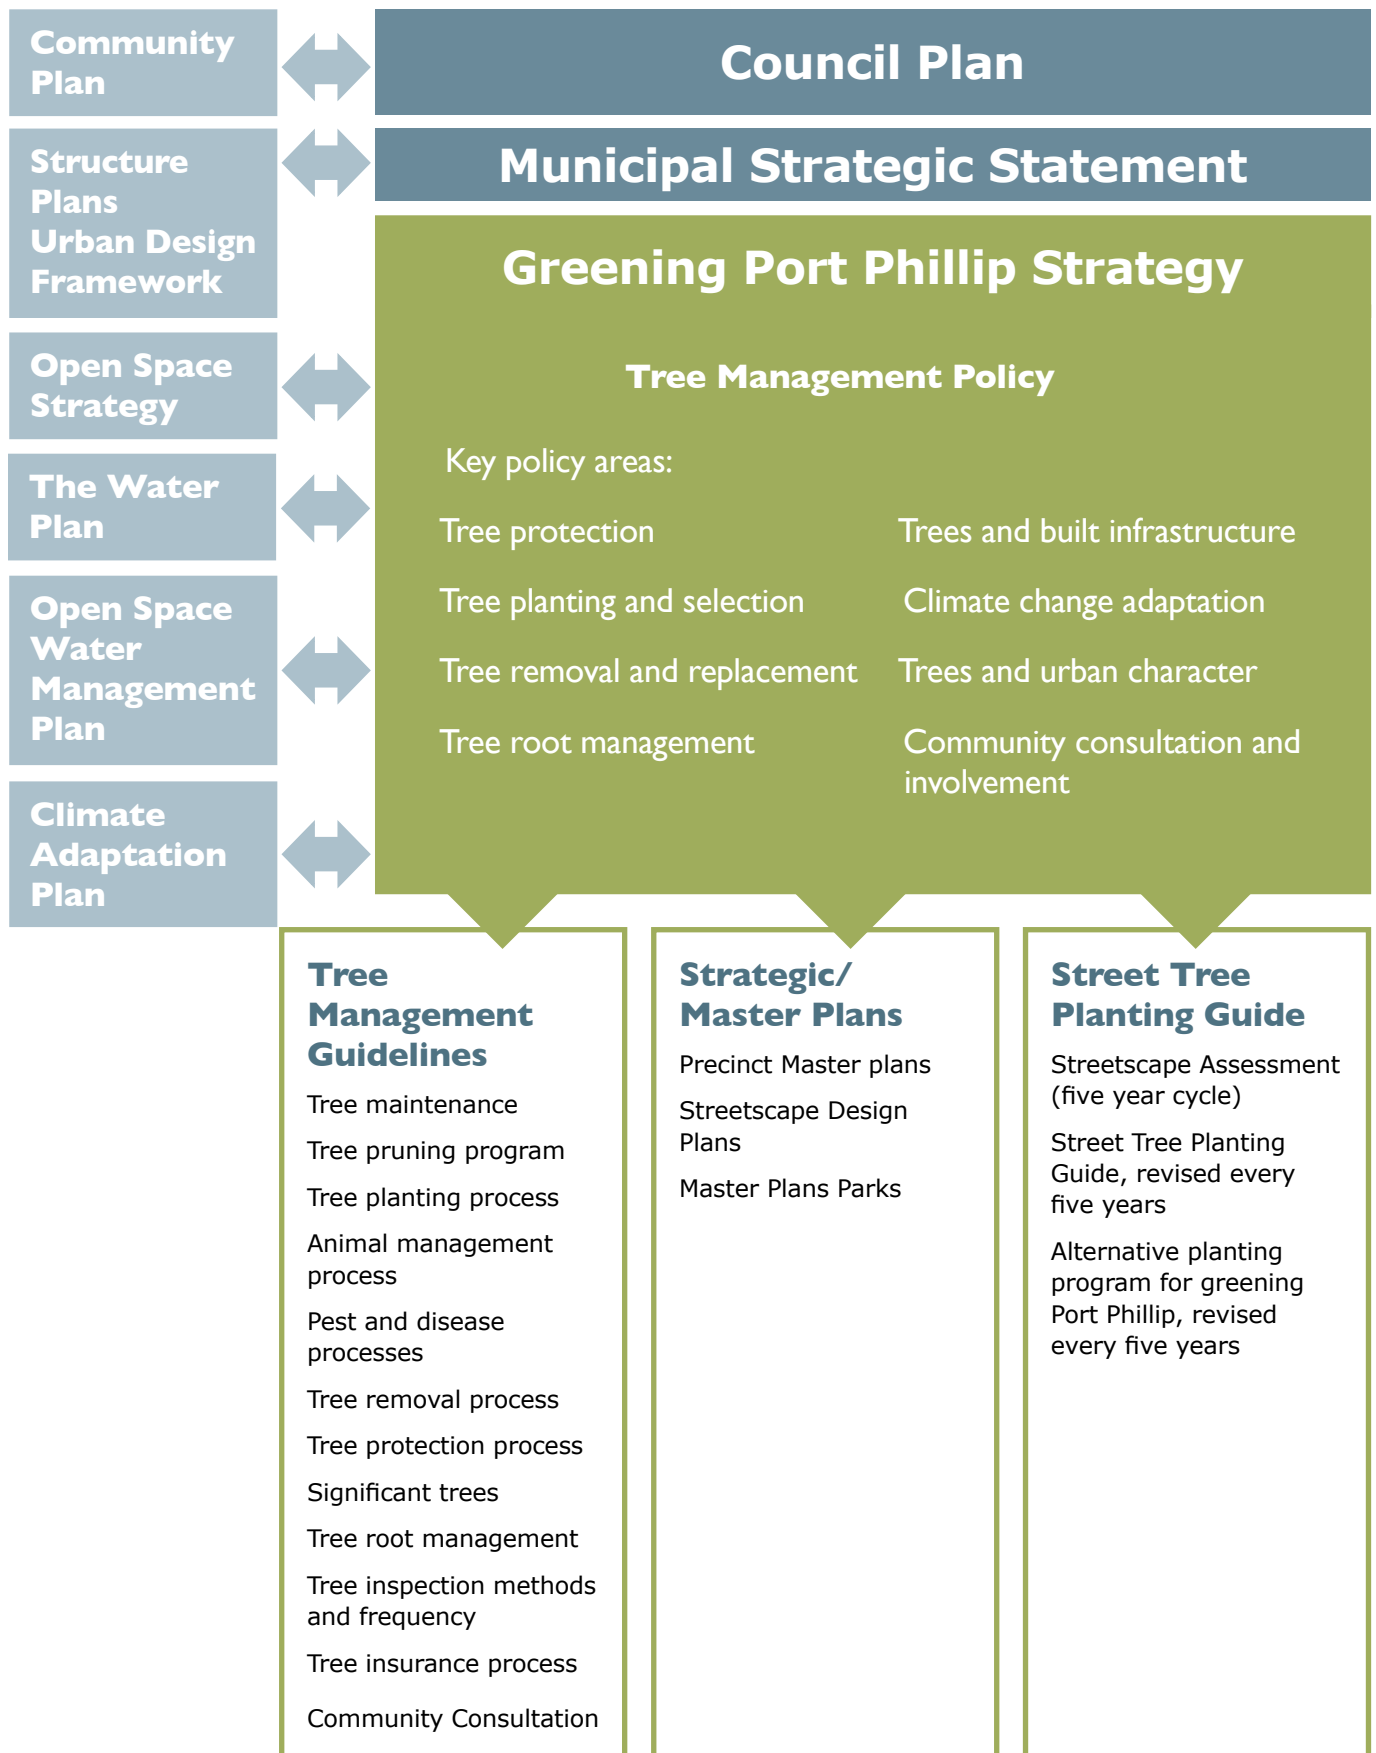 Community
Plan
Council Plan
Structure
Plans
Urban Design
Framework
Municipal Strategic Statement
Greening Port Phillip Strategy
Open Space
Strategy
The Water
Plan
Open Space
Water
Management
Plan
Climate
Adaptation
Plan
Tree Management Policy
Key policy areas:
Tree protection
Tree planting and selection
Tree removal and replacement
Tree root management
Trees and built infrastructure
Climate change adaptation
Trees and urban character
Community consultation and
involvement
Tree
Management
Guidelines
Tree maintenance
Tree pruning program
Tree planting process
Animal management
process
Pest and disease
processes
Tree removal process
Tree protection process
Significant trees
Tree root management
Tree inspection methods
and frequency
Tree insurance process
Community Consultation
Strategic/
Master Plans
Precinct Master plans
Streetscape Design
Plans
Master Plans Parks
Street Tree
Planting Guide
Streetscape Assessment
(five year cycle)
Street Tree Planting
Guide, revised every
five years
Alternative planting
program for greening
Port Phillip, revised
every five years